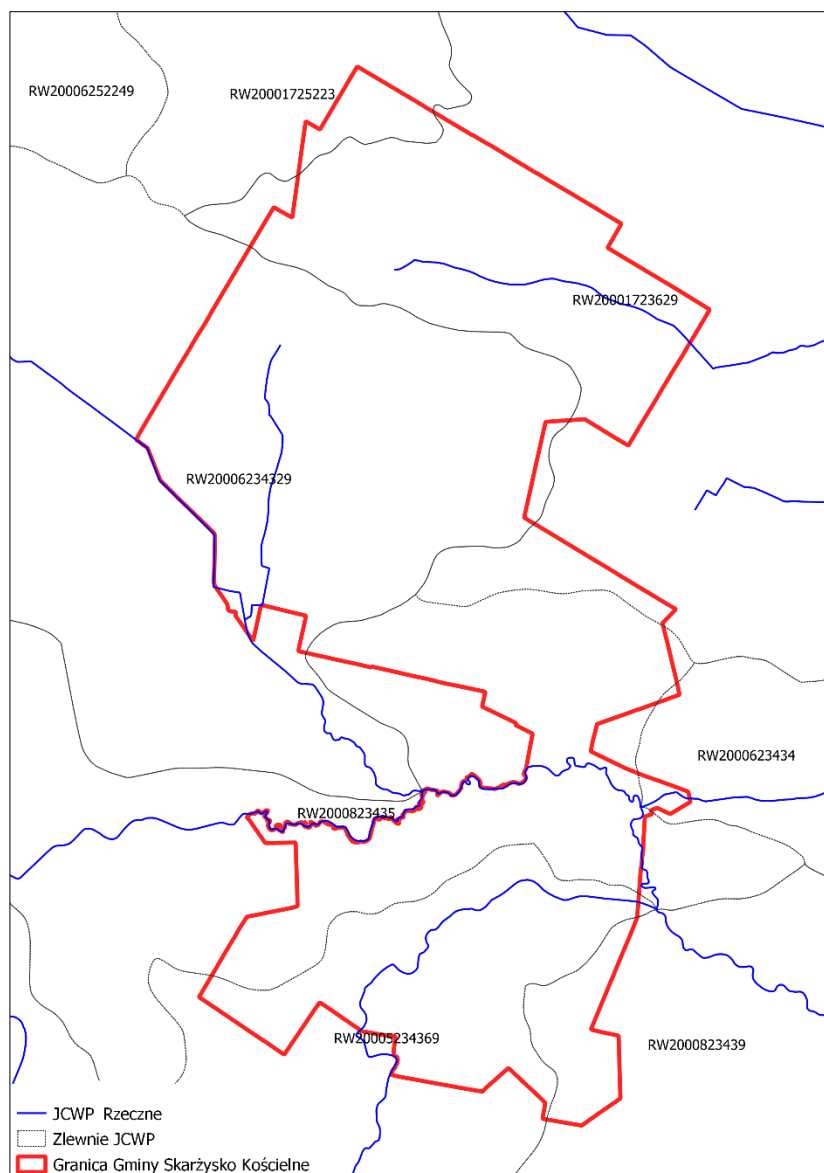 RW20006252249
RW20001725223
RW20001723629
RW20006234329
RW2000623434
RW2000823435
RW20005234369
RW2000823439
JCWP Rzeczne
Zlewnie JCWP
Granica Gminy Skarżysko Kościelne